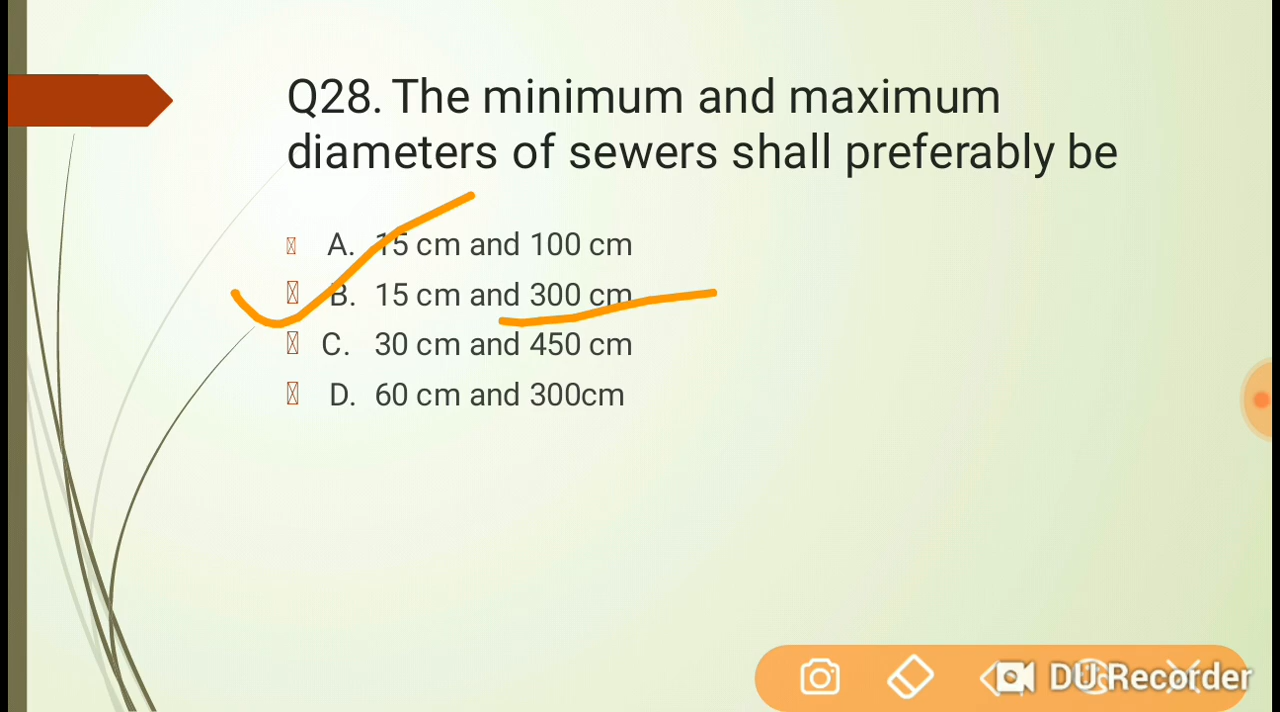 Q28. The minimum and maximum
diameters of sewers shall preferably be
A. 15 cm and 100 cm
B. 15 cm and 300 cm
C. 30 cm and 450 cm
D. 60 cm and 300cm
DU Recorder